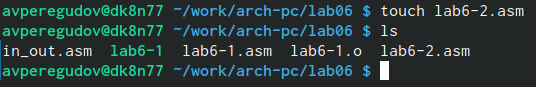 avperegudov@dk8n77 ~/work/arch-pc/lab06 $ touch lab6-2.asm
avperegudov@dk8n77 ~/work/arch-pc/lab06 $ ls
in_out.asm lab6-1 lab6-1.asm lab6-1.o lab6-2.asm
avperegudov@dk8n77 ~/work/arch-pc/lab06 $